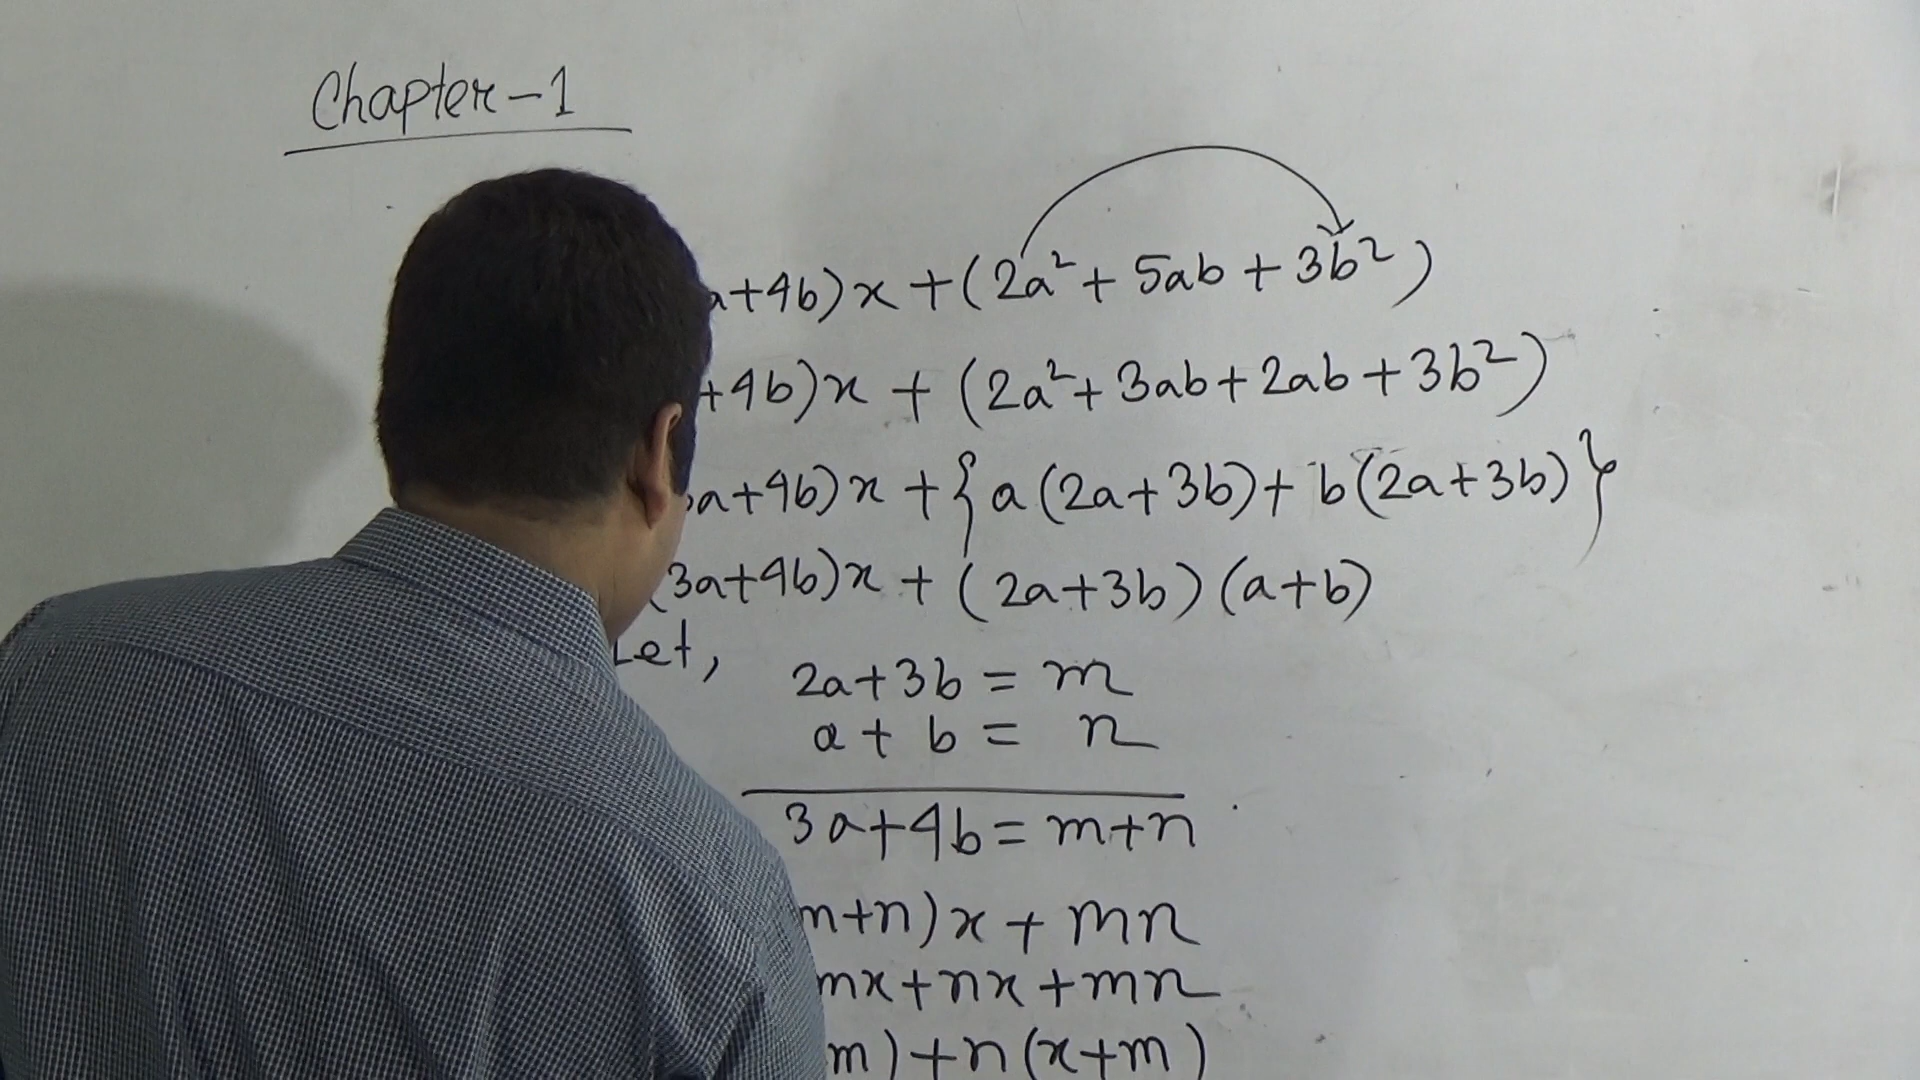 Chapter-1
a+4b)x+(2a²+5ab+3b²)
+4b)x+(2a²+3ab+2ab+3b²)
3a+4b)x+{a(2a+3b)+b(2a+3b)}
(3a+4b)x+(2a+3b)(a+b)
Let,
2a+3b=m
a+b=n
3a+4b=m+n
m+n)x+mn
mx+nx+mn
m)+n(x+m)